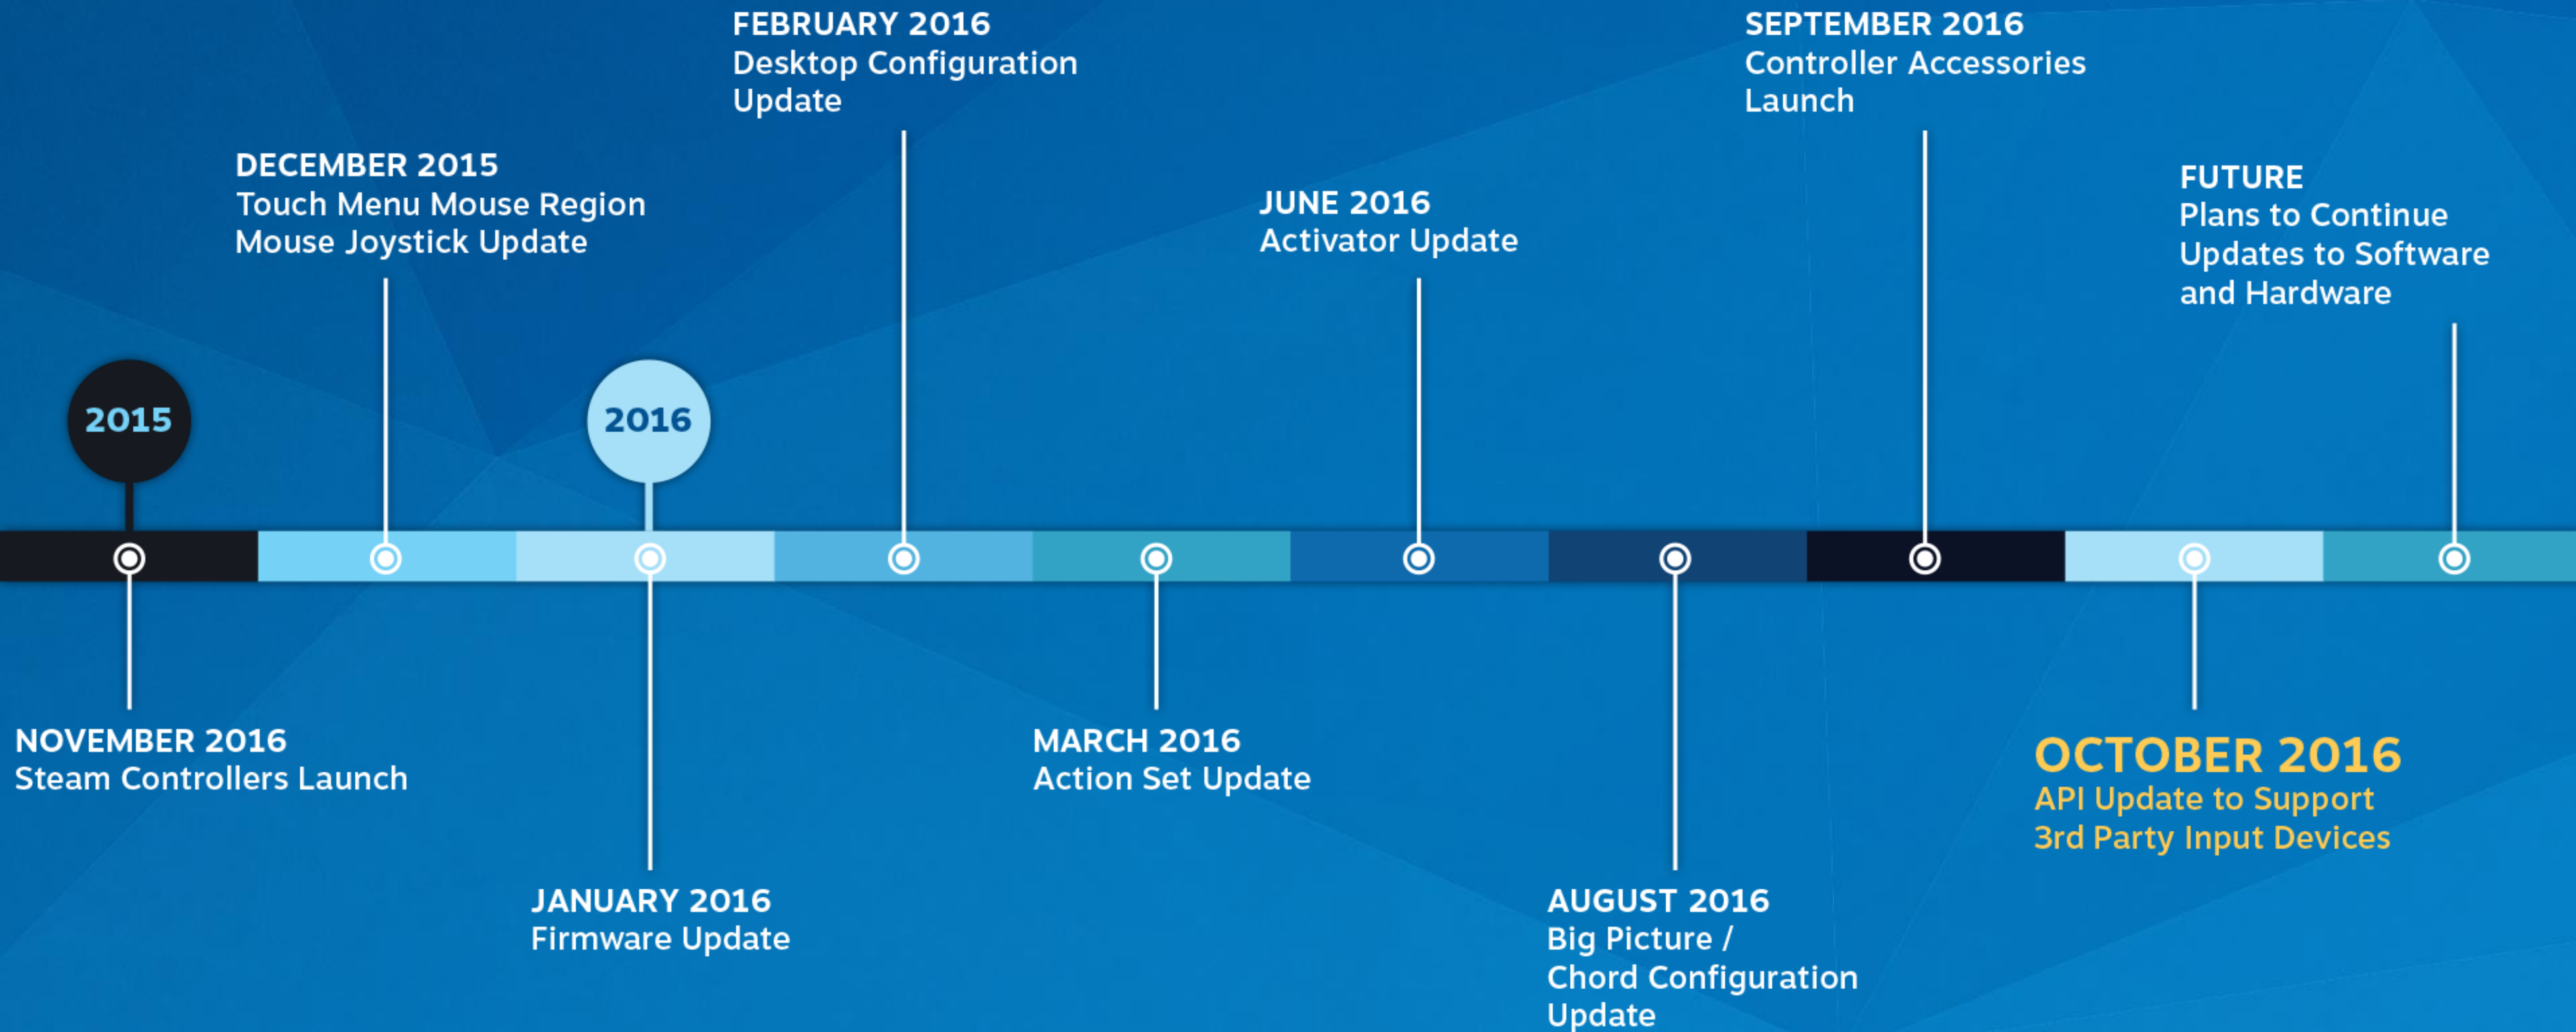 FEBRUARY 2016
Desktop Configuration
Update
SEPTEMBER 2016
Controller Accessories
Launch
DECEMBER 2015
Touch Menu Mouse Region
Mouse Joystick Update
JUNE 2016
Activator Update
FUTURE
Plans to Continue
Updates to Software
and Hardware
2015
2016
NOVEMBER 2016
Steam Controllers Launch
MARCH 2016
Action Set Update
OCTOBER 2016
API Update to Support
3rd Party Input Devices
JANUARY 2016
Firmware Update
AUGUST 2016
Big Picture /
Chord Configuration
Update